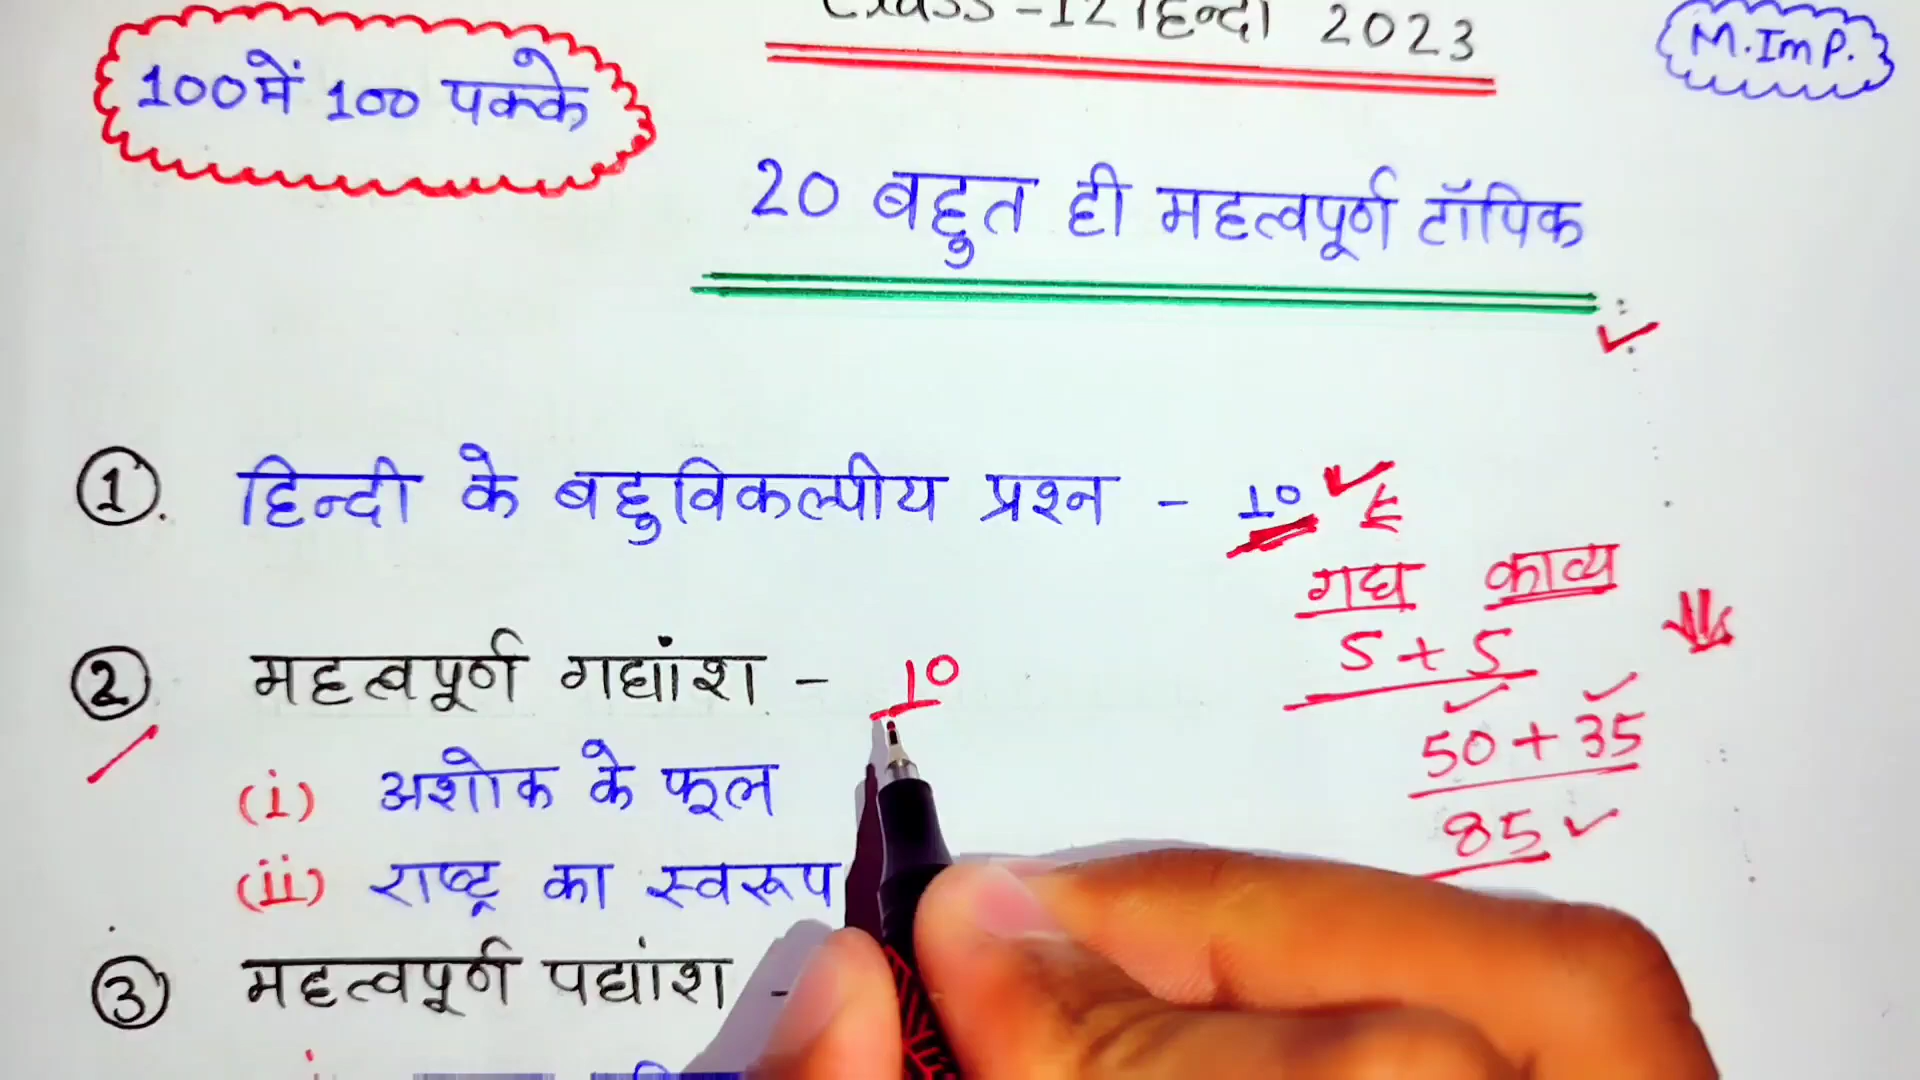 Class-12 हिन्दी 2023
M.Imp.
100 में 100 पक्के
20 बहुत ही महत्वपूर्ण टॉपिक
1. हिन्दी के बहुविकल्पीय प्रश्न - 10
गद्य काव्य
5+5
2 महत्वपूर्ण गद्यांश - 10
50+35
(i) अशोक के फूल
85
(ii) राष्ट्र का स्वरूप
3 महत्वपूर्ण पद्यांश -